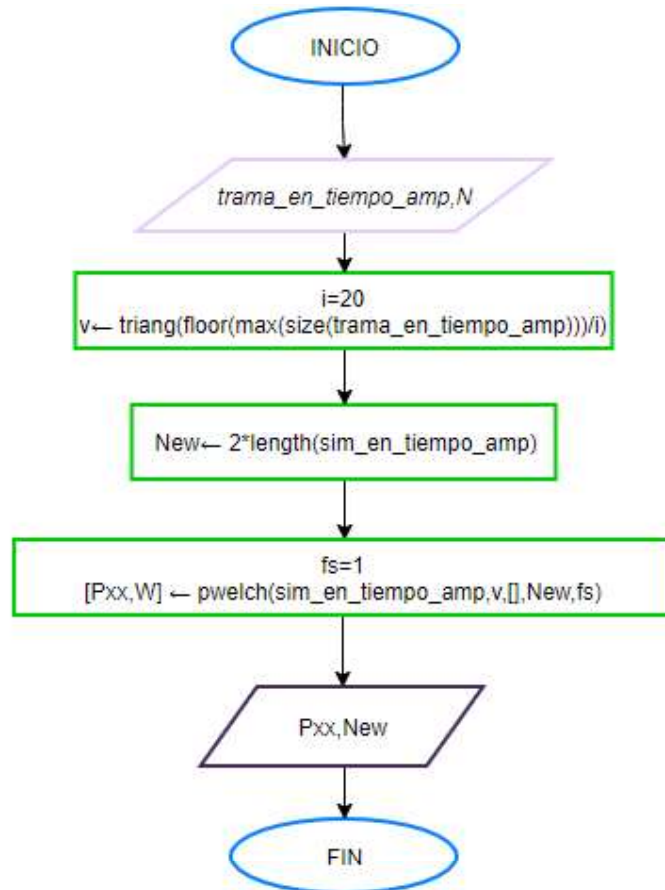 INICIO
trama_en_tiempo_amp,N
i=20
v← triang(floor(max(size(trama_en_tiempo_amp)))/i)
New← 2*length(sim_en_tiempo_amp)
fs=1
[Pxx,W] ← pwelch(sim_en_tiempo_amp,v,[],New,fs)
Pxx,New
FIN